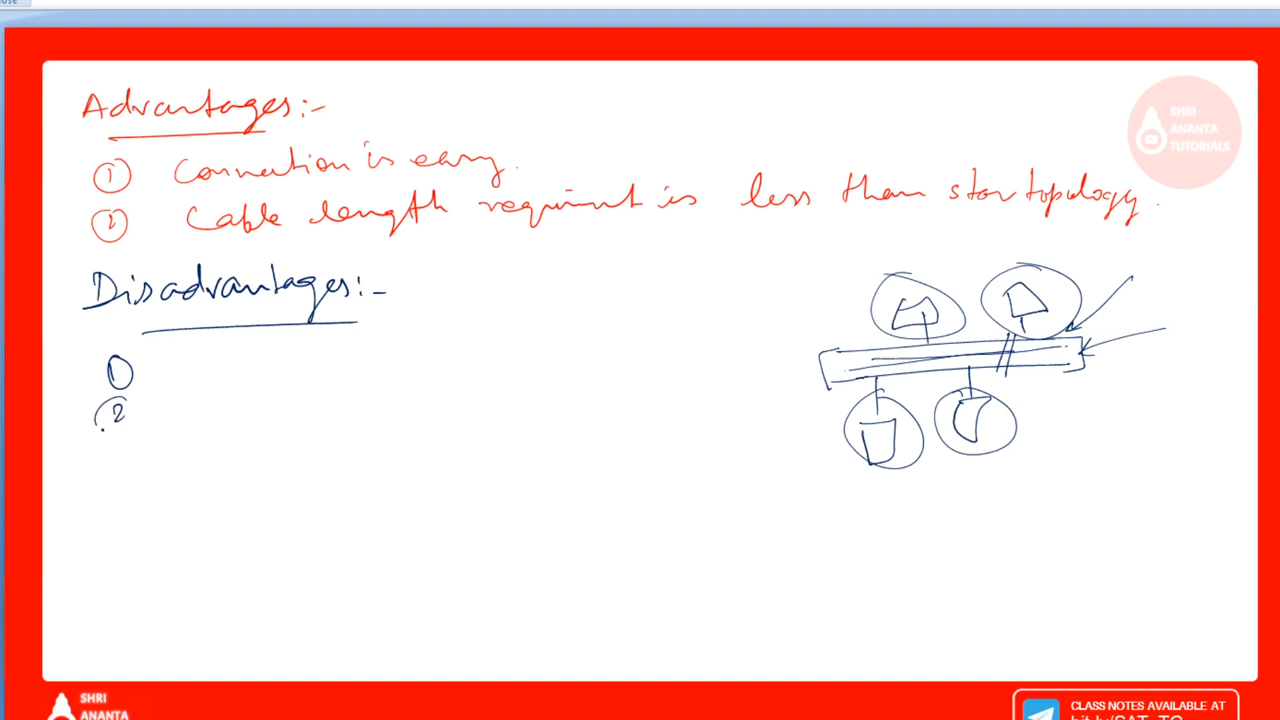 Advantages:-
① Connection is easy.
② Cable length requirment is less than star topology.
Disadvantages:-
①
②
SHRI
ANANTA
TUTORIALS
SHRI
ANANTA
CLASS NOTES AVAILABLE AT